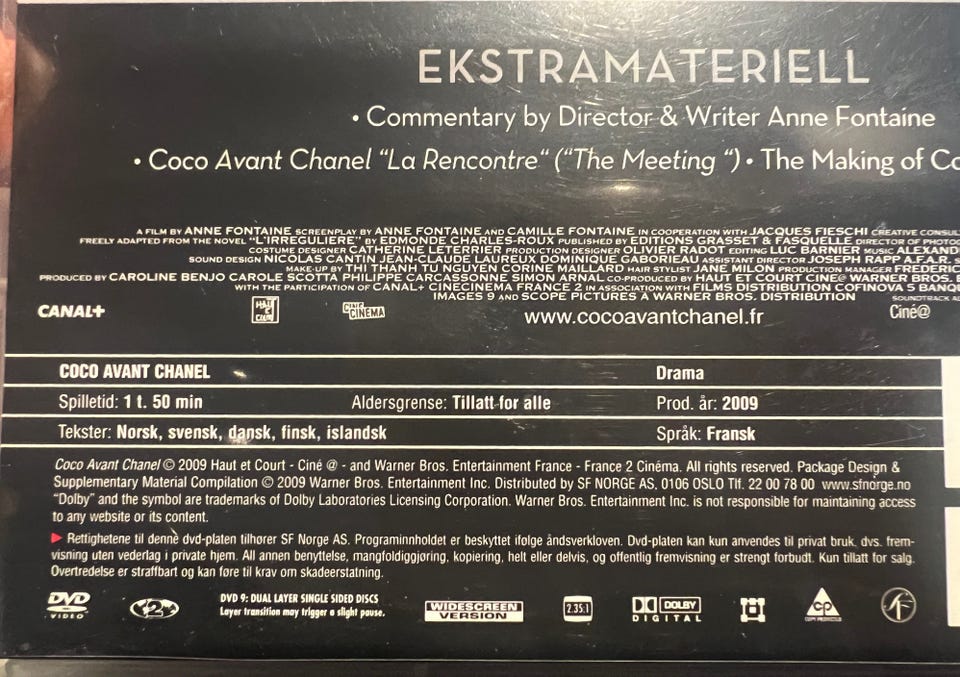 EKSTRAMATERIELL
• Commentary by Director & Writer Anne Fontaine
• Coco Avant Chanel “La Rencontre“ (“The Meeting “) • The Making of Co
A FILM BY ANNE FONTAINE SCREENPLAY BY ANNE FONTAINE AND CAMILLE FONTAINE IN COOPERATION WITH JACQUES FIESCHI CREATIVE CONSUL
FREELY ADAPTED FROM THE NOVEL "L'IRREGULIERE" BY EDMONDE CHARLES-ROUX PUBLISHED BY EDITIONS GRASSET & FASQUELLE DIRECTOR OF PHOTOG
COSTUME DESIGNER CATHERINE LETERRIER PRODUCTION DESIGNER OLIVIER RADOT EDITING LUC BARNIER MUSIC ALEXAND
SOUND DESIGN NICOLAS CANTIN JEAN-CLAUDE LAUREUX DOMINIQUE GABORIEAU ASSISTANT DIRECTOR JOSEPH RAPP A.F.A.R. S
MAKE-UP BY THI THANH TU NGUYEN CORINE MAILLARD HAIR STYLIST JANE MILON PRODUCTION MANAGER FREDERIC
PRODUCED BY CAROLINE BENJO CAROLE SCOTTA PHILIPPE CARCASSONNE SIMON ARNAL CO-PRODUCED BY HAUT ET COURT CINE@ WARNER BROS. E
WITH THE PARTICIPATION OF CANAL+ CINECINEMA FRANCE 2 IN ASSOCIATION WITH FILMS DISTRIBUTION COFINOVA 5 BANQU
IMAGES 9 AND SCOPE PICTURES A WARNER BROS. DISTRIBUTION
SOUNDTRACK AL
CANAL+ HAUT et COURT CINÉ CINEMA www.cocoavantchanel.fr Ciné@
COCO AVANT CHANEL Drama
Spilletid: 1 t. 50 min Aldersgrense: Tillatt for alle Prod. år: 2009
Tekster: Norsk, svensk, dansk, finsk, islandsk Språk: Fransk
Coco Avant Chanel © 2009 Haut et Court - Ciné @ - and Warner Bros. Entertainment France - France 2 Cinéma. All rights reserved. Package Design &
Supplementary Material Compilation © 2009 Warner Bros. Entertainment Inc. Distributed by SF NORGE AS, 0106 OSLO Tlf. 22 00 78 00 www.sfnorge.no
"Dolby" and the symbol are trademarks of Dolby Laboratories Licensing Corporation. Warner Bros. Entertainment Inc. is not responsible for maintaining access
to any website or its content.
Rettighetene til denne dvd-platen tilhører SF Norge AS. Programinnholdet er beskyttet ifølge åndsverkloven. Dvd-platen kan kun anvendes til privat bruk, dvs. frem-
visning uten vederlag i private hjem. All annen benyttelse, mangfoldiggjøring, kopiering, helt eller delvis, og offentlig fremvisning er strengt forbudt. Kun tillatt for salg.
Overtredelse er straffbart og kan føre til krav om skadeerstatning.
DVD VIDEO 2 DVD 9: DUAL LAYER SINGLE SIDED DISCS
Layer transition may trigger a slight pause.
WIDESCREEN VERSION 2.35:1 DOLBY DIGITAL CP COPY PROTECTED